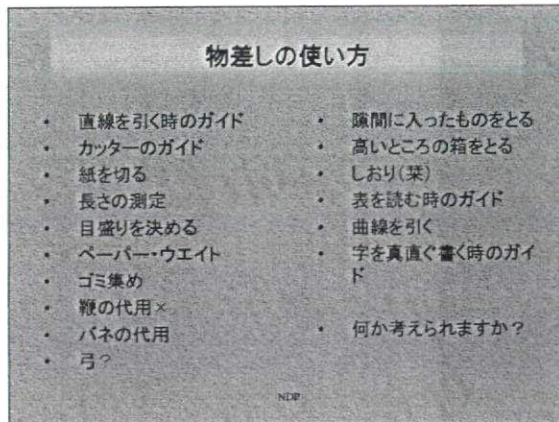 物差しの使い方
・ 直線を引く時のガイド
・ カッターのガイド
・ 紙を切る
・ 長さの測定
・ 目盛りを決める
・ ペーパー・ウエイト
・ ゴミ集め
・ 鞭の代用×
・ バネの代用
・ 弓?
・ 隙間に入ったものをとる
・ 高いところの箱をとる
・ しおり(栞)
・ 表を読む時のガイド
・ 曲線を引く
・ 字を真直ぐ書く時のガイ
ド
・ 何か考えられますか?
NDP